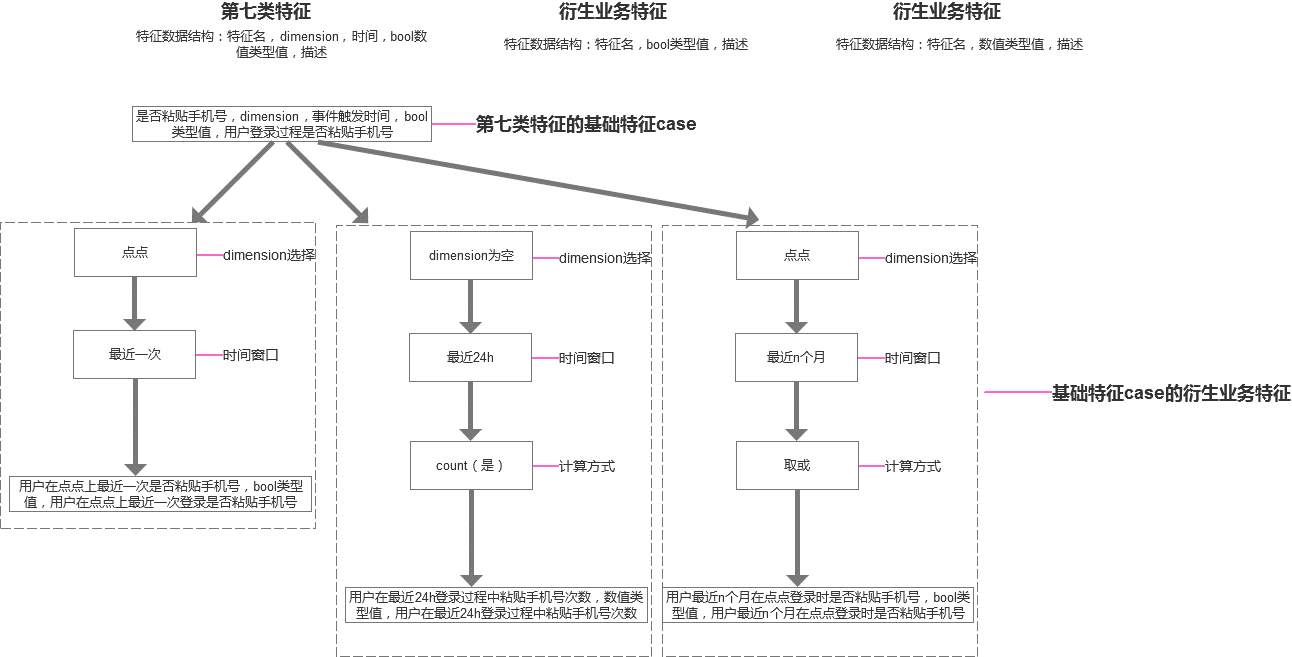 第七类特征
衍生业务特征
衍生业务特征
特征数据结构：特征名，dimension，时间，bool数
值类型值，描述
特征数据结构：特征名，bool类型值，描述
特征数据结构：特征名，数值类型值，描述
是否粘贴手机号，dimension，事件触发时间，bool
类型值，用户登录过程是否粘贴手机号
第七类特征的基础特征case
点点
dimension选择
最近一次
时间窗口
用户在点点上最近一次是否粘贴手机号，bool类型
值，用户在点点上最近一次登录是否粘贴手机号
dimension为空
dimension选择
最近24h
时间窗口
count（是）
计算方式
用户在最近24h登录过程中粘贴手机号次数，数值类
型值，用户在最近24h登录过程中粘贴手机号次数
点点
dimension选择
最近n个月
时间窗口
取或
计算方式
用户最近n个月在点点登录时是否粘贴手机号，bool类
型值，用户最近n个月在点点登录时是否粘贴手机号
基础特征case的衍生业务特征